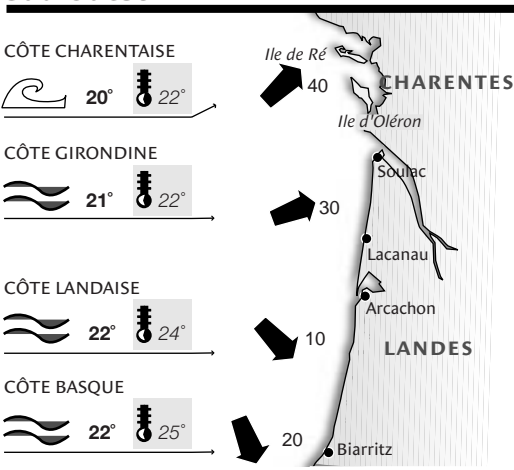 CÔTE CHARENTAISE
20° 22°
CÔTE GIRONDINE
21° 22°
CÔTE LANDAISE
22° 24°
CÔTE BASQUE
22° 25°
Ile de Ré
40
CHARENTES
Ile d'Oléron
Soulac
30
Lacanau
Arcachon
10
LANDES
20
Biarritz